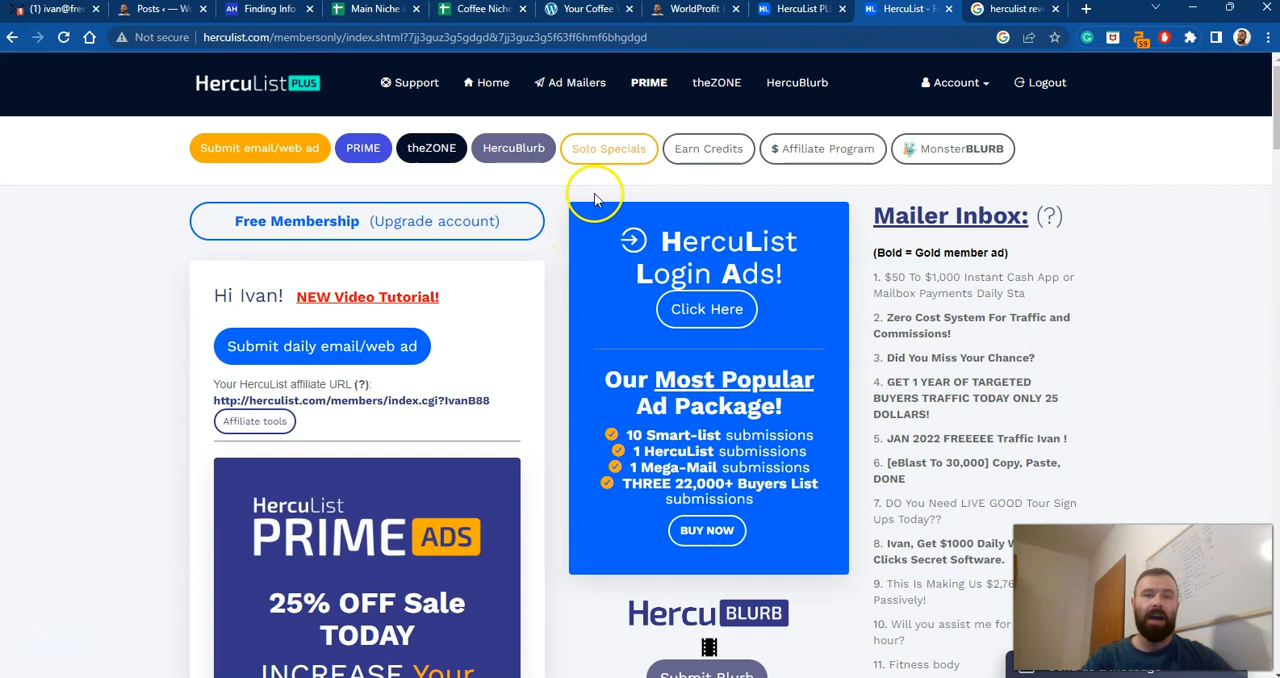 (1) ivan@fre
Posts ‹ — W
Finding Info
Main Niche
Coffee Niche
Your Coffee
WorldProfit
HercuList PL
HercuList - F
herculist rev
Not secure
herculist.com/membersonly/index.shtml?7jj3guz3g5gdgd&7jj3guz3g5f63ff6hmf6bhgdgd
59
HercuList PLUS
Support
Home
Ad Mailers
PRIME
theZONE
HercuBlurb
Account
Logout
Submit email/web ad
PRIME
theZONE
HercuBlurb
Solo Specials
Earn Credits
$ Affiliate Program
MonsterBLURB
Free Membership (Upgrade account)
Hi Ivan! NEW Video Tutorial!
Submit daily email/web ad
Your HercuList affiliate URL (?):
http://herculist.com/members/index.cgi?IvanB88
Affiliate tools
HercuList
PRIME ADS
25% OFF Sale
TODAY
INCREASE Your
HercuList
Login Ads!
Click Here
Our Most Popular
Ad Package!
10 Smart-list submissions
1 HercuList submissions
1 Mega-Mail submissions
THREE 22,000+ Buyers List
submissions
BUY NOW
Hercu BLURB
Submit Blurb
Mailer Inbox: (?)
(Bold = Gold member ad)
1. $50 To $1,000 Instant Cash App or
Mailbox Payments Daily Sta
2. Zero Cost System For Traffic and
Commissions!
3. Did You Miss Your Chance?
4. GET 1 YEAR OF TARGETED
BUYERS TRAFFIC TODAY ONLY 25
DOLLARS!
5. JAN 2022 FREEEEE Traffic Ivan !
6. [eBlast To 30,000] Copy, Paste,
DONE
7. DO You Need LIVE GOOD Tour Sign
Ups Today??
8. Ivan, Get $1000 Daily W
Clicks Secret Software.
9. This Is Making Us $2,76
Passively!
10. Will you assist me for
hour?
11. Fitness body